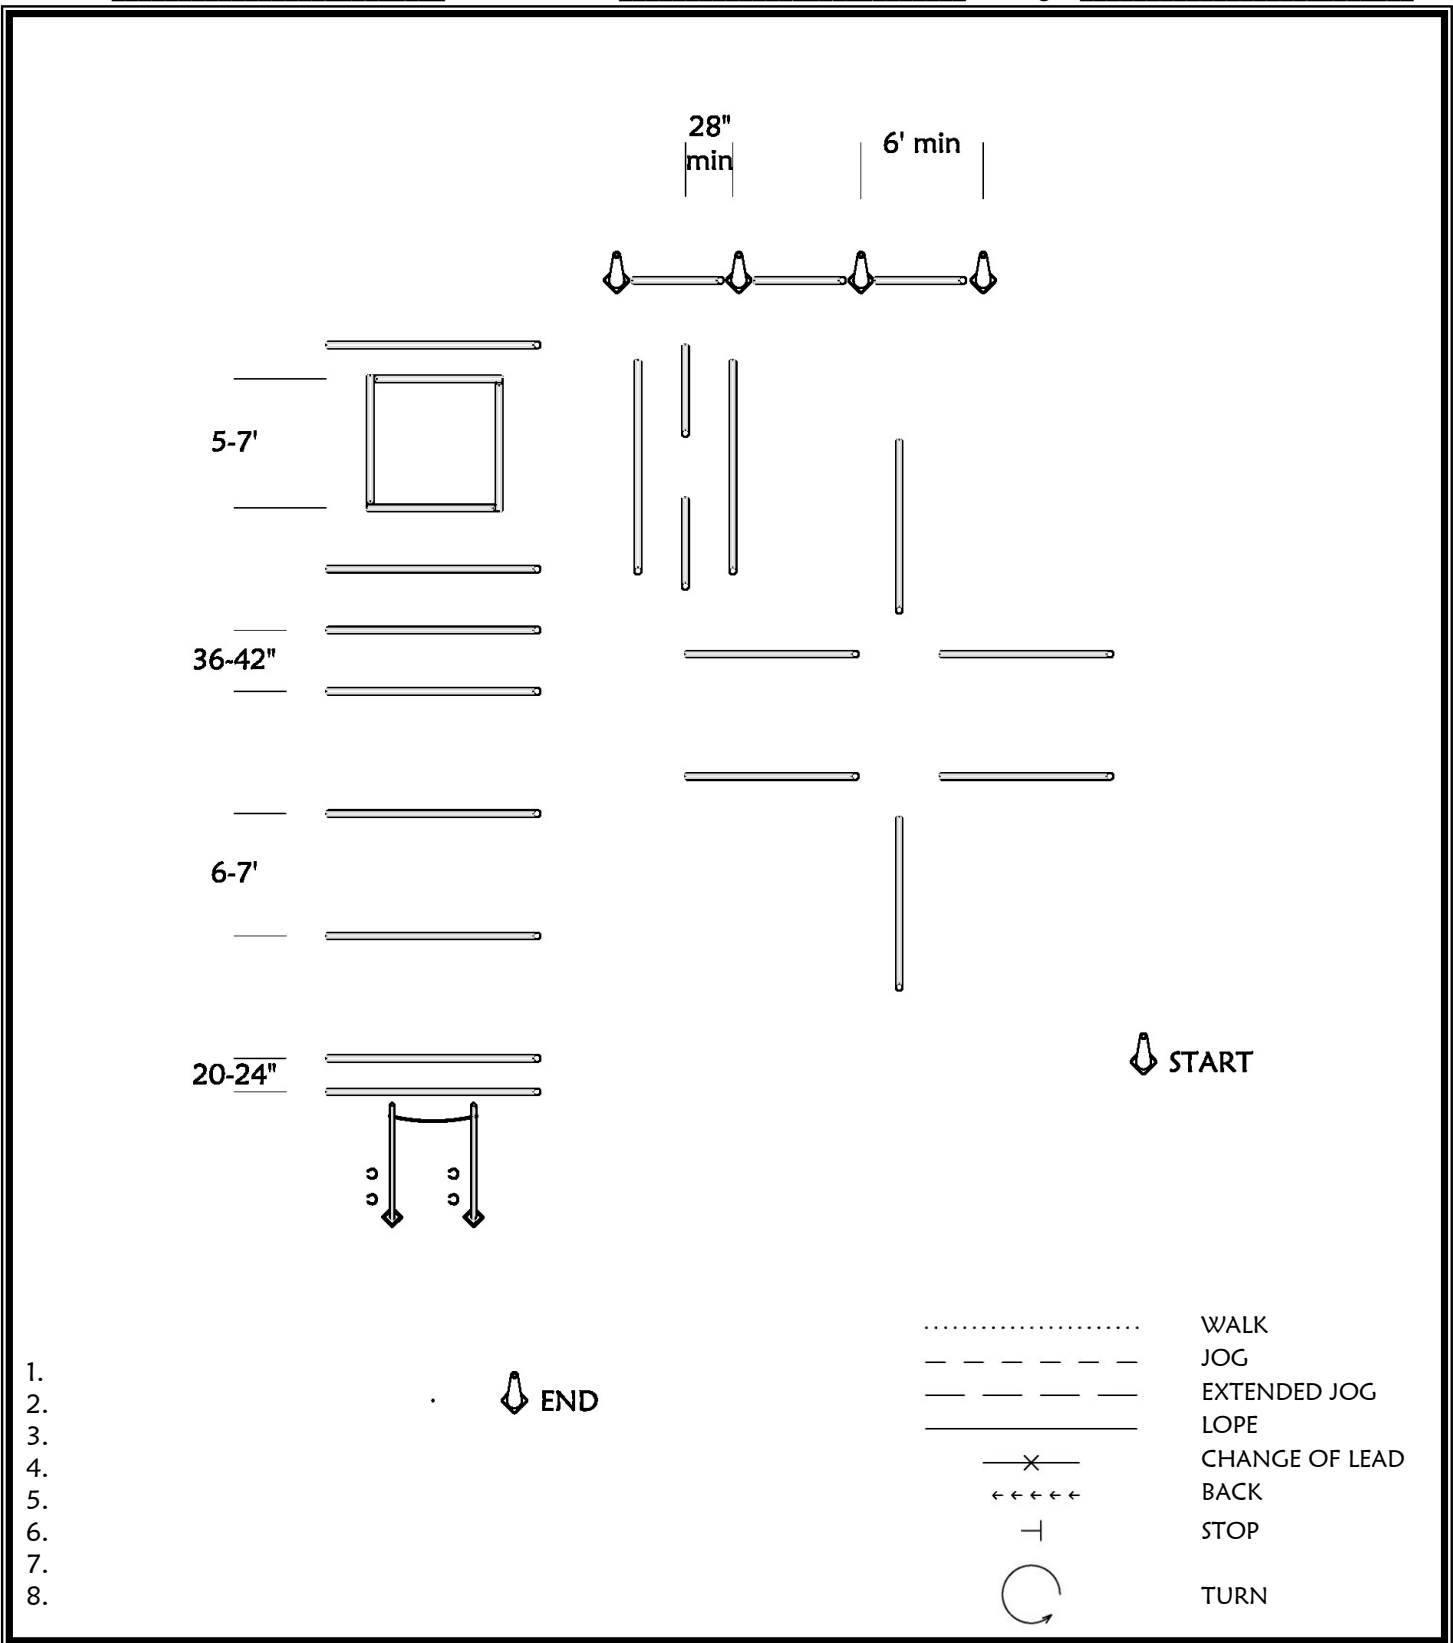 28"
min
6' min
5-7'
36-42"
6-7'
20-24"
START
END
1.
2.
3.
4.
5.
6.
7.
8.
WALK
JOG
EXTENDED JOG
LOPE
CHANGE OF LEAD
BACK
STOP
TURN